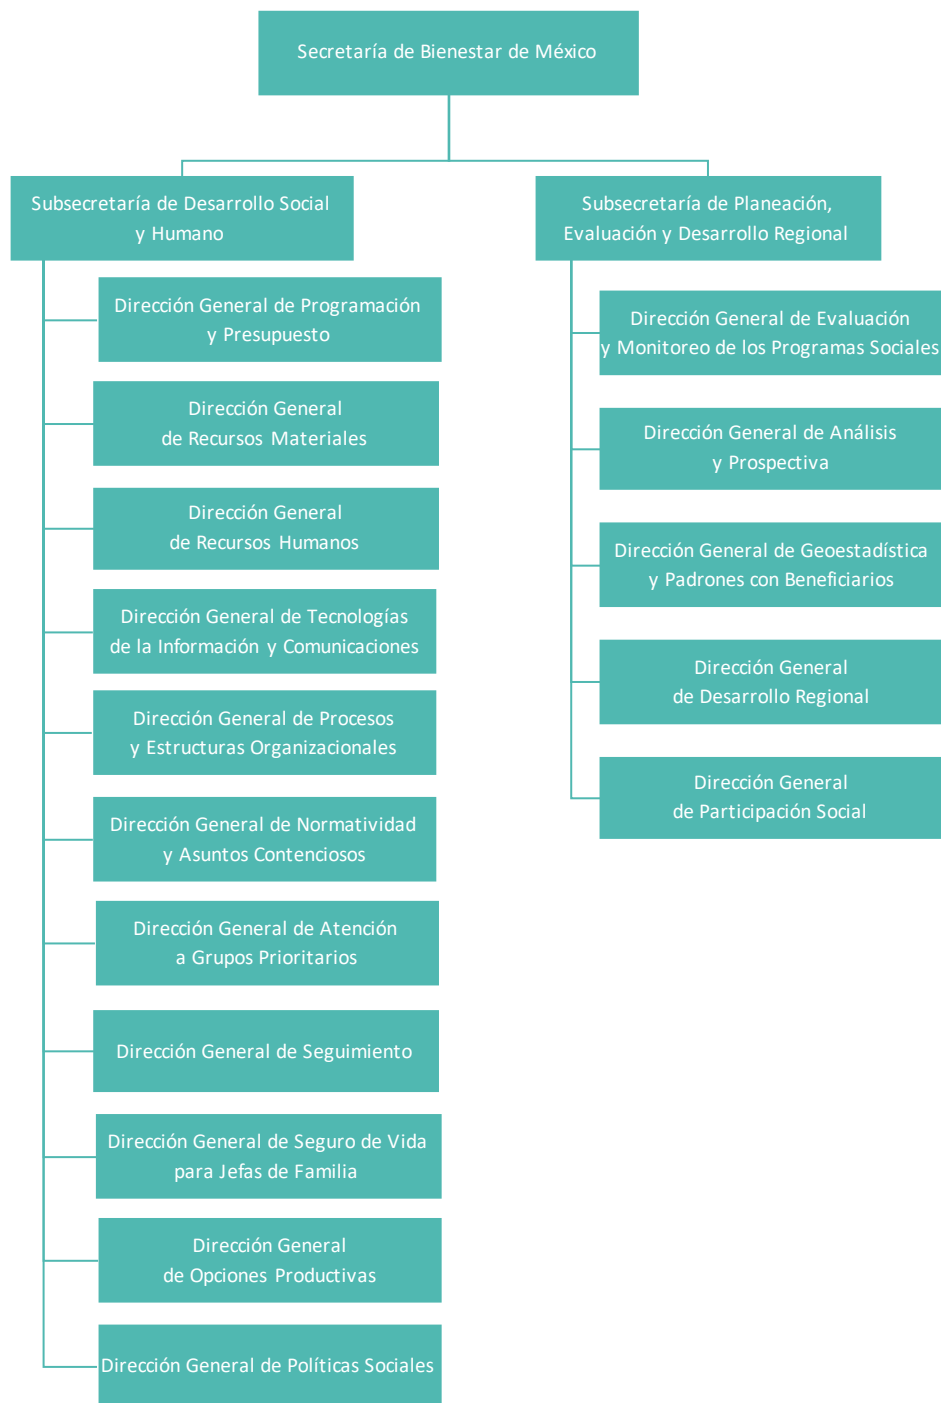 Secretaría de Bienestar de México
Subsecretaría de Desarrollo Social
y Humano
Dirección General de Programación
y Presupuesto
Dirección General
de Recursos Materiales
Dirección General
de Recursos Humanos
Dirección General de Tecnologías
de la Información y Comunicaciones
Dirección General de Procesos
y Estructuras Organizacionales
Dirección General de Normatividad
y Asuntos Contenciosos
Dirección General de Atención
a Grupos Prioritarios
Dirección General de Seguimiento
Dirección General de Seguro de Vida
para Jefas de Familia
Dirección General
de Opciones Productivas
Dirección General de Políticas Sociales
Subsecretaría de Planeación,
Evaluación y Desarrollo Regional
Dirección General de Evaluación
y Monitoreo de los Programas Sociales
Dirección General de Análisis
y Prospectiva
Dirección General de Geoestadística
y Padrones con Beneficiarios
Dirección General
de Desarrollo Regional
Dirección General
de Participación Social